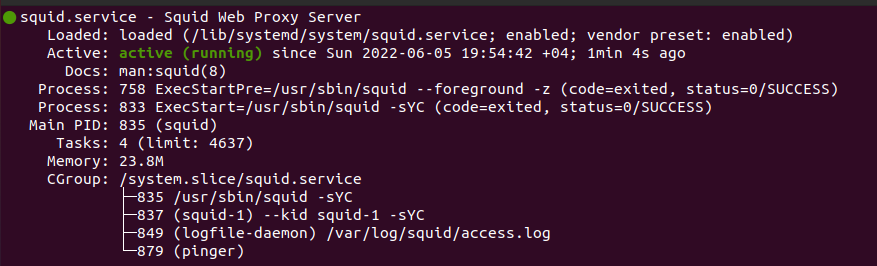 ● squid.service - Squid Web Proxy Server
     Loaded: loaded (/lib/systemd/system/squid.service; enabled; vendor preset: enabled)
     Active: active (running) since Sun 2022-06-05 19:54:42 +04; 1min 4s ago
       Docs: man:squid(8)
    Process: 758 ExecStartPre=/usr/sbin/squid --foreground -z (code=exited, status=0/SUCCESS)
    Process: 833 ExecStart=/usr/sbin/squid -sYC (code=exited, status=0/SUCCESS)
   Main PID: 835 (squid)
      Tasks: 4 (limit: 4637)
     Memory: 23.8M
     CGroup: /system.slice/squid.service
             ├─835 /usr/sbin/squid -sYC
             ├─837 (squid-1) --kid squid-1 -sYC
             ├─849 (logfile-daemon) /var/log/squid/access.log
             └─879 (pinger)